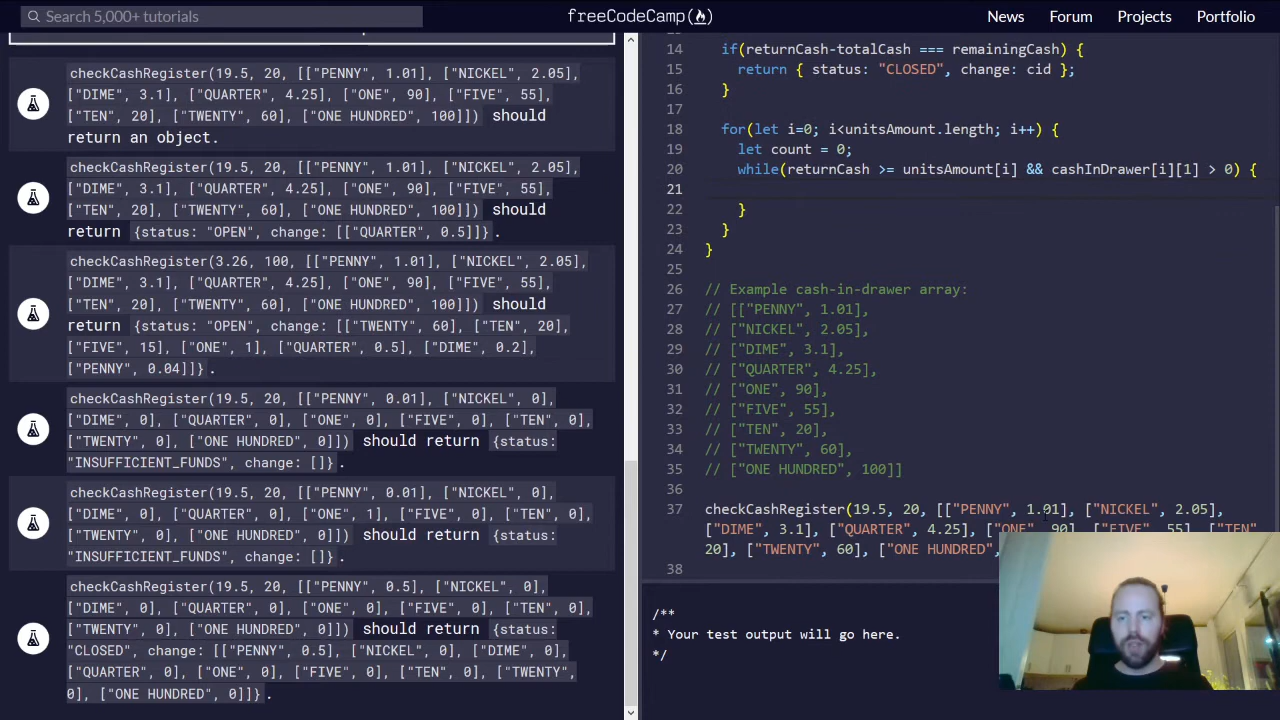 Search 5,000+ tutorials
freeCodeCamp
News
Forum
Projects
Portfolio
checkCashRegister(19.5, 20, [["PENNY", 1.01], ["NICKEL", 2.05],
["DIME", 3.1], ["QUARTER", 4.25], ["ONE", 90], ["FIVE", 55],
["TEN", 20], ["TWENTY", 60], ["ONE HUNDRED", 100]]) should
return an object.
checkCashRegister(19.5, 20, [["PENNY", 1.01], ["NICKEL", 2.05],
["DIME", 3.1], ["QUARTER", 4.25], ["ONE", 90], ["FIVE", 55],
["TEN", 20], ["TWENTY", 60], ["ONE HUNDRED", 100]]) should
return {status: "OPEN", change: [["QUARTER", 0.5]]}.
checkCashRegister(3.26, 100, [["PENNY", 1.01], ["NICKEL", 2.05],
["DIME", 3.1], ["QUARTER", 4.25], ["ONE", 90], ["FIVE", 55],
["TEN", 20], ["TWENTY", 60], ["ONE HUNDRED", 100]]) should
return {status: "OPEN", change: [["TWENTY", 60], ["TEN", 20],
["FIVE", 15], ["ONE", 1], ["QUARTER", 0.5], ["DIME", 0.2],
["PENNY", 0.04]]}.
checkCashRegister(19.5, 20, [["PENNY", 0.01], ["NICKEL", 0],
["DIME", 0], ["QUARTER", 0], ["ONE", 0], ["FIVE", 0], ["TEN", 0],
["TWENTY", 0], ["ONE HUNDRED", 0]]) should return {status:
"INSUFFICIENT_FUNDS", change: []}.
checkCashRegister(19.5, 20, [["PENNY", 0.01], ["NICKEL", 0],
["DIME", 0], ["QUARTER", 0], ["ONE", 1], ["FIVE", 0], ["TEN", 0],
["TWENTY", 0], ["ONE HUNDRED", 0]]) should return {status:
"INSUFFICIENT_FUNDS", change: []}.
checkCashRegister(19.5, 20, [["PENNY", 0.5], ["NICKEL", 0],
["DIME", 0], ["QUARTER", 0], ["ONE", 0], ["FIVE", 0], ["TEN", 0],
["TWENTY", 0], ["ONE HUNDRED", 0]]) should return {status:
"CLOSED", change: [["PENNY", 0.5], ["NICKEL", 0], ["DIME", 0],
["QUARTER", 0], ["ONE", 0], ["FIVE", 0], ["TEN", 0], ["TWENTY",
0], ["ONE HUNDRED", 0]]}.
14 if(returnCash-totalCash === remainingCash) {
15 return { status: "CLOSED", change: cid };
16 }
17
18 for(let i=0; i<unitsAmount.length; i++) {
19 let count = 0;
20 while(returnCash >= unitsAmount[i] && cashInDrawer[i][1] > 0) {
21
22 }
23 }
24 }
25
26 // Example cash-in-drawer array:
27 // [["PENNY", 1.01],
28 // ["NICKEL", 2.05],
29 // ["DIME", 3.1],
30 // ["QUARTER", 4.25],
31 // ["ONE", 90],
32 // ["FIVE", 55],
33 // ["TEN", 20],
34 // ["TWENTY", 60],
35 // ["ONE HUNDRED", 100]]
36
37 checkCashRegister(19.5, 20, [["PENNY", 1.01], ["NICKEL", 2.05],
["DIME", 3.1], ["QUARTER", 4.25], ["ONE", 90], ["FIVE", 55], ["TEN",
20], ["TWENTY", 60], ["ONE HUNDRED",
38
/**
* Your test output will go here.
*/